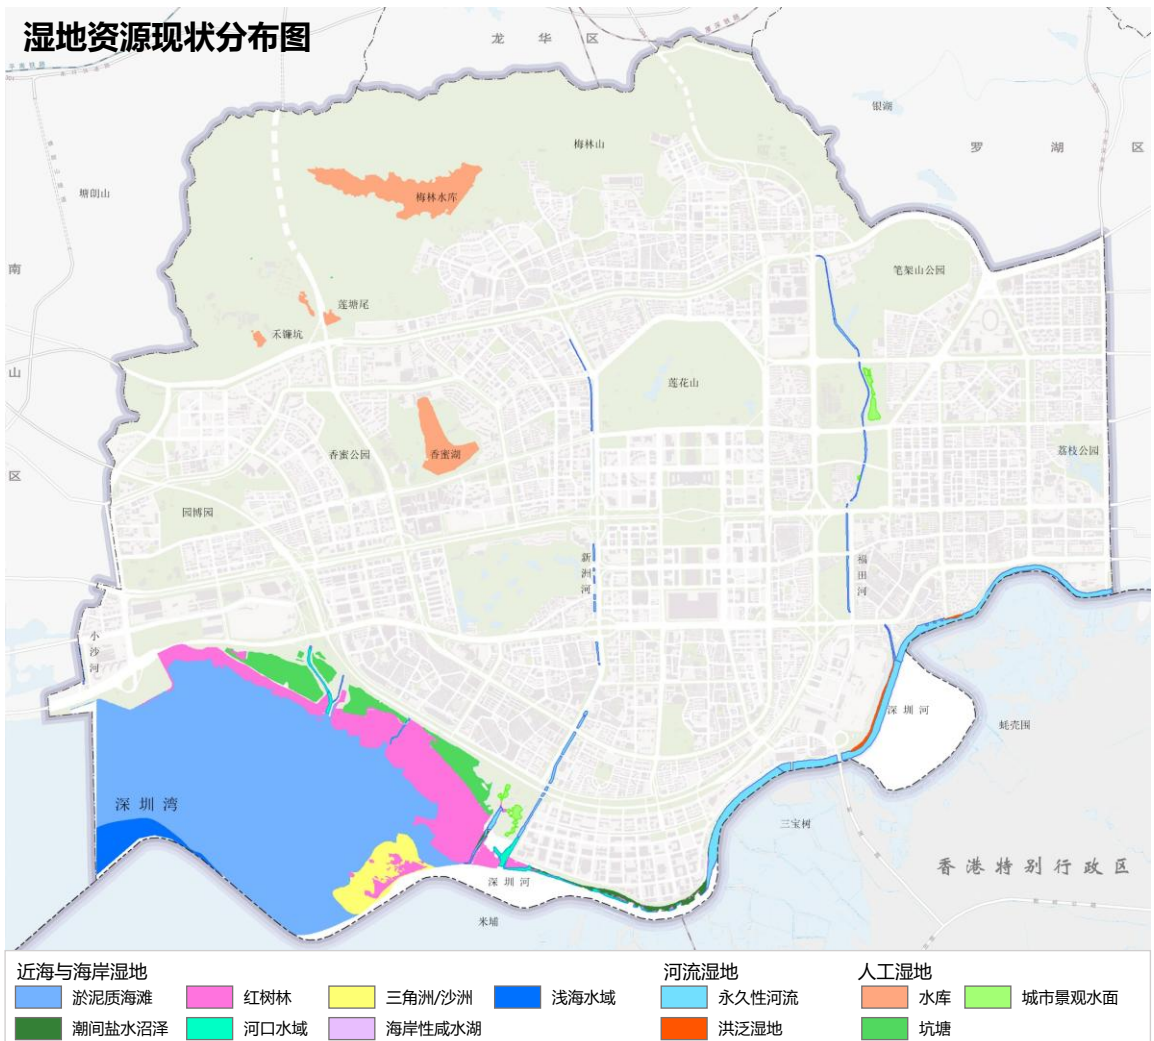 湿地资源现状分布图
龙华区
银湖
罗湖区
梅林山
塘朗山
梅林水库
南山区
笔架山公园
莲塘尾
禾镰坑
莲花山
香蜜公园
香蜜湖
荔枝公园
园博园
新洲河
福田河
小沙河
深圳河
蚝壳围
深圳湾
三宝树
香港特别行政区
深圳河
米埔
近海与海岸湿地
河流湿地
人工湿地
淤泥质海滩
红树林
三角洲/沙洲
浅海水域
永久性河流
水库
城市景观水面
潮间盐水沼泽
河口水域
海岸性咸水湖
洪泛湿地
坑塘